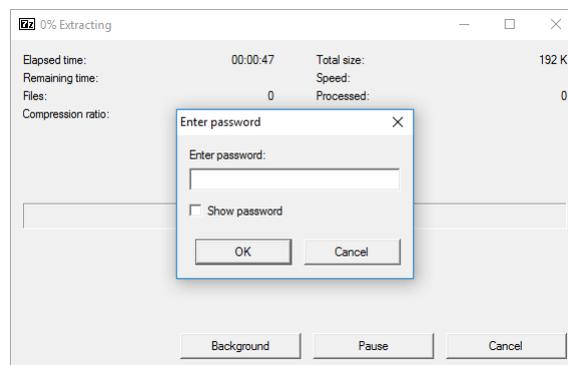 7z 0% Extracting
Elapsed time: 00:00:47 Total size: 192 K
Remaining time: Speed:
Files: 0 Processed: 0
Compression ratio:
Enter password
Enter password:
Show password
OK Cancel
Background Pause Cancel